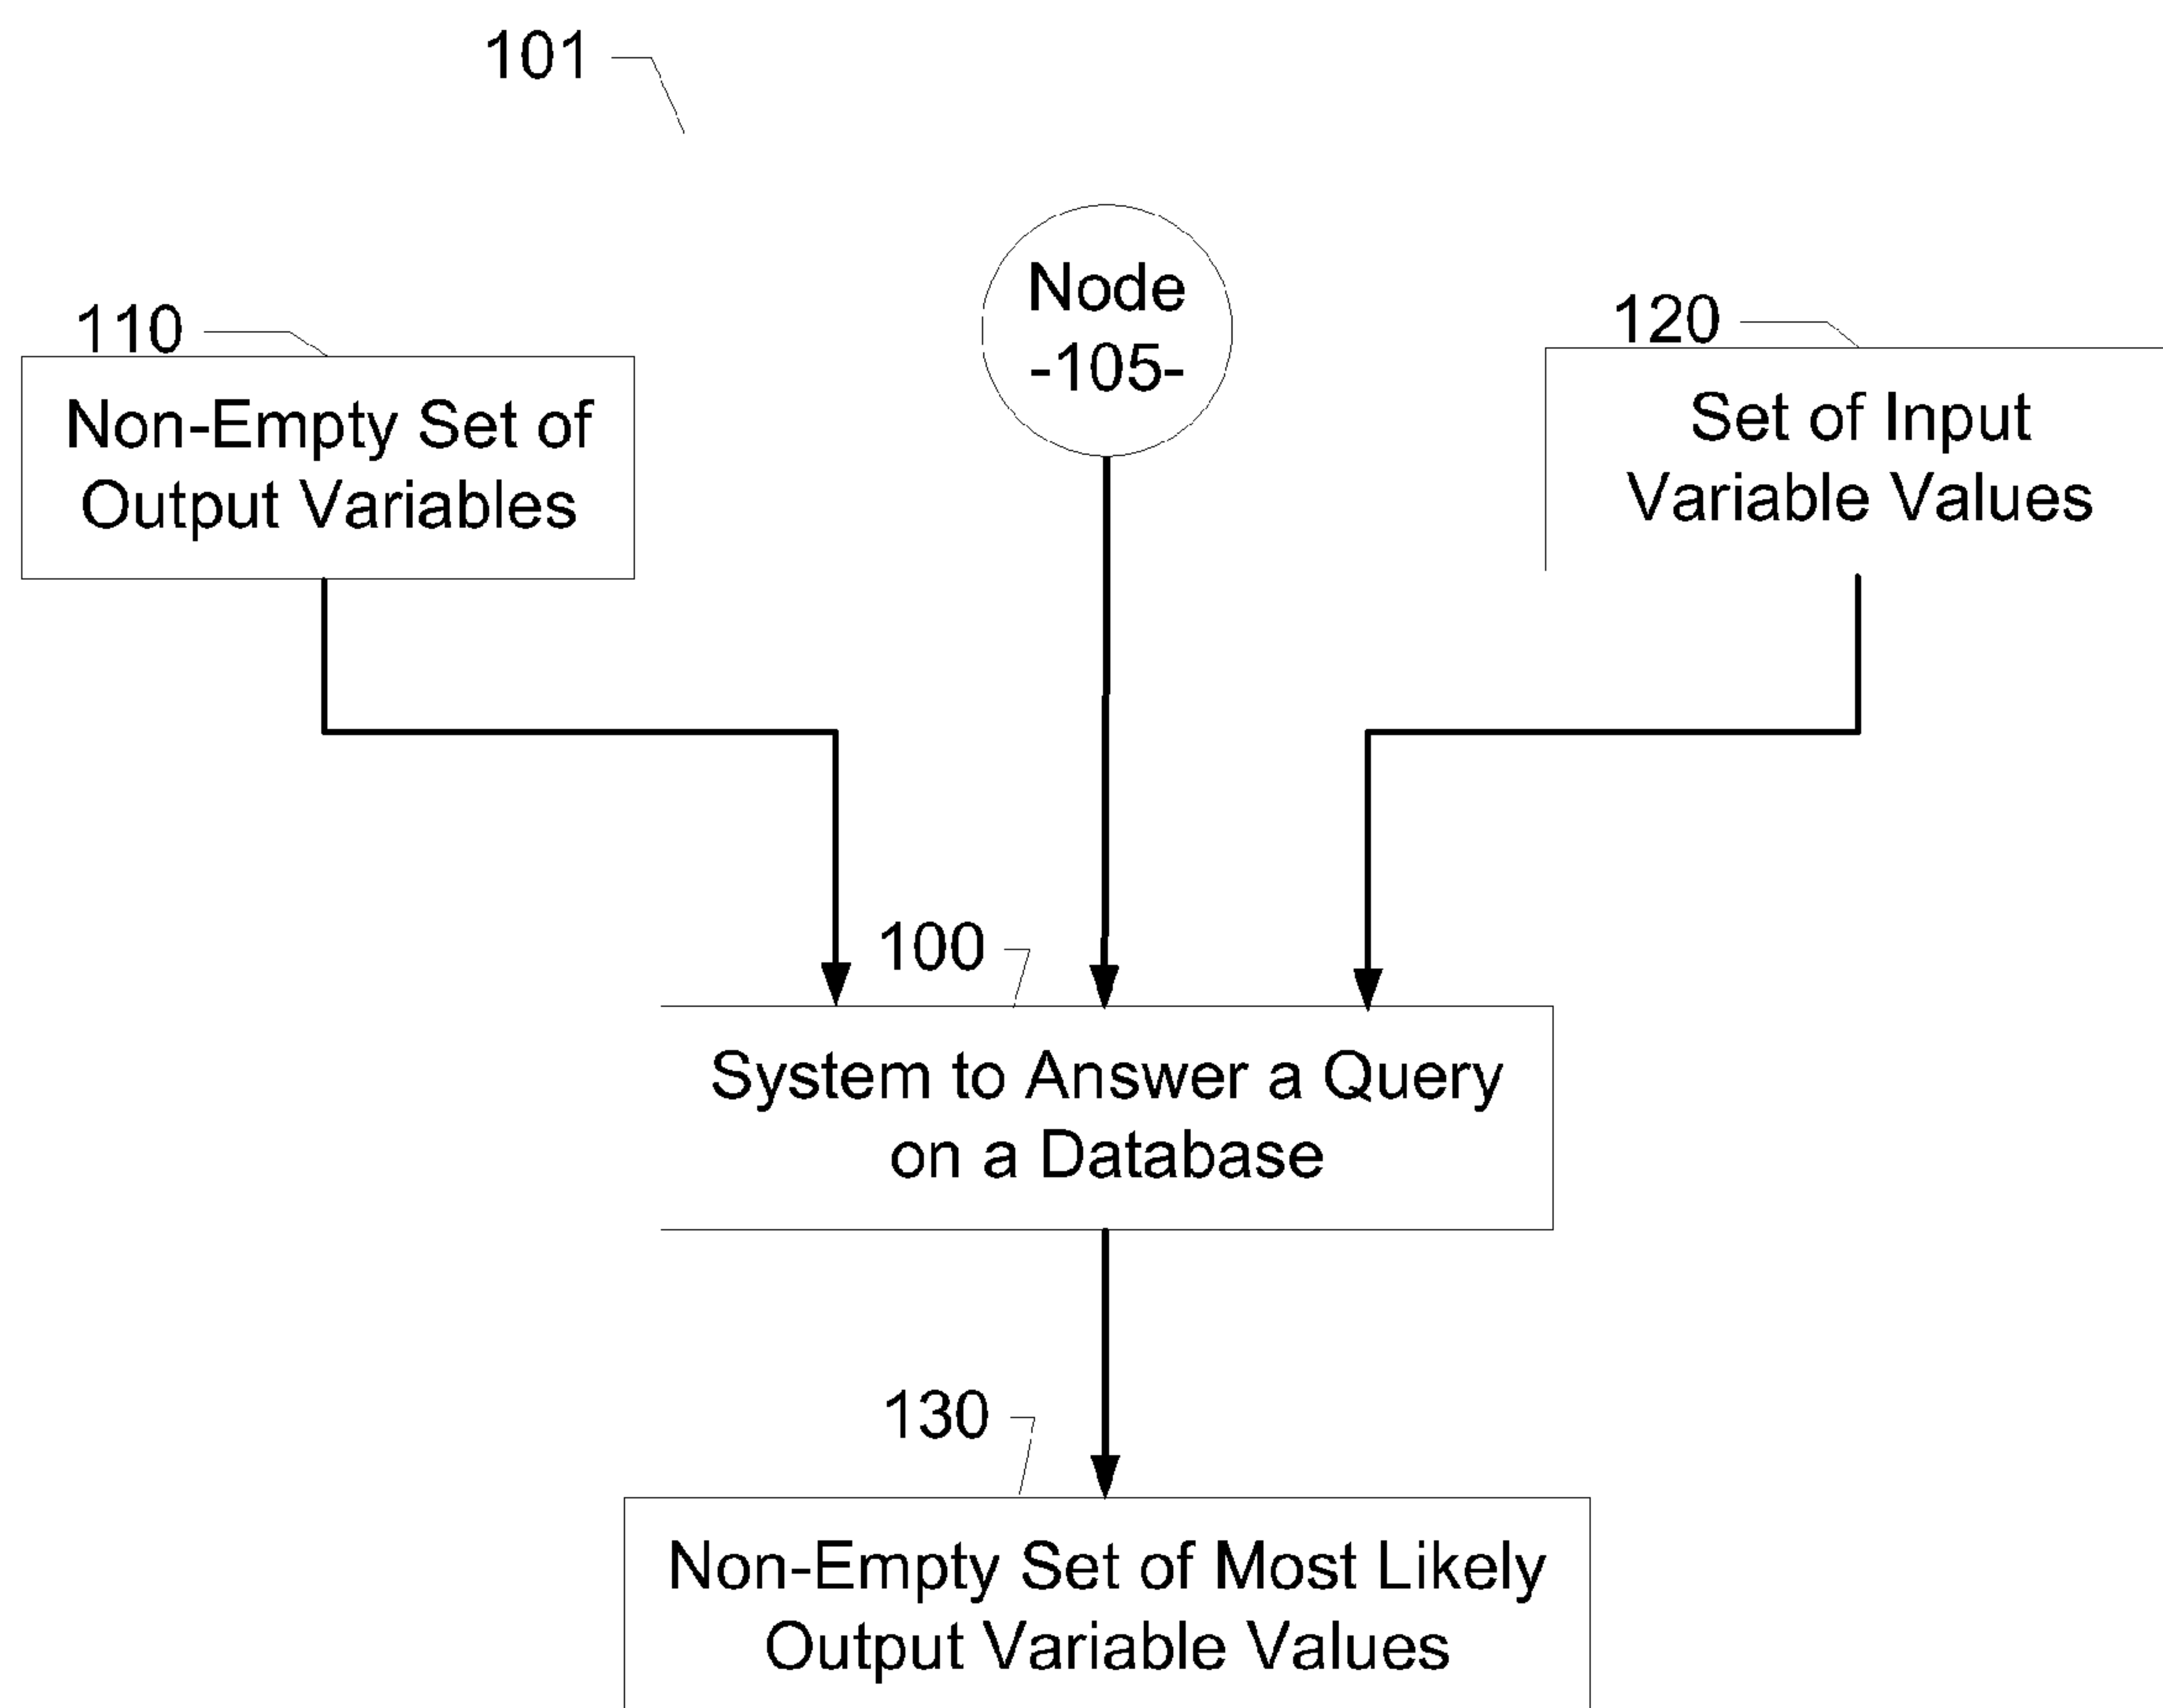 101
Node
-105-
110
Non-Empty Set of
Output Variables
120
Set of Input
Variable Values
100
System to Answer a Query
on a Database
130
Non-Empty Set of Most Likely
Output Variable Values